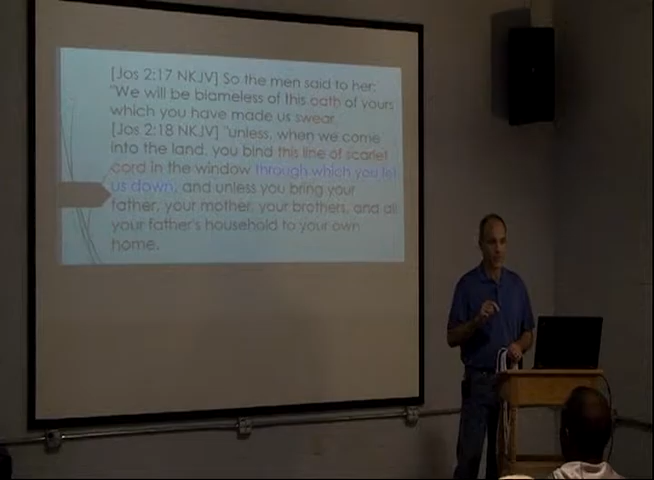 [Jos 2:17 NKJV] So the men said to her:
"We will be blameless of this oath of yours
which you have made us swear,
[Jos 2:18 NKJV] "unless, when we come
into the land, you bind this line of scarlet
cord in the window through which you let
us down, and unless you bring your
father, your mother, your brothers, and all
your father's household to your own
home.